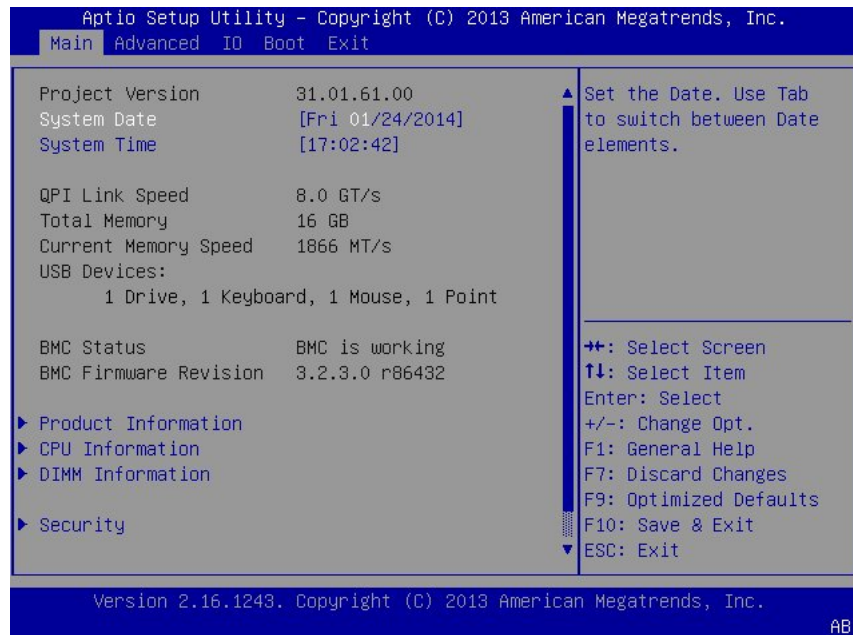 Aptio Setup Utility – Copyright (C) 2013 American Megatrends, Inc.
Main Advanced IO Boot Exit
Project Version 31.01.61.00
System Date [Fri 01/24/2014]
System Time [17:02:42]
QPI Link Speed 8.0 GT/s
Total Memory 16 GB
Current Memory Speed 1866 MT/s
USB Devices:
1 Drive, 1 Keyboard, 1 Mouse, 1 Point
BMC Status BMC is working
BMC Firmware Revision 3.2.3.0 r86432
Product Information
CPU Information
DIMM Information
Security
Set the Date. Use Tab
to switch between Date
elements.
→←: Select Screen
↑↓: Select Item
Enter: Select
+/-: Change Opt.
F1: General Help
F7: Discard Changes
F9: Optimized Defaults
F10: Save & Exit
ESC: Exit
Version 2.16.1243. Copyright (C) 2013 American Megatrends, Inc.
AB